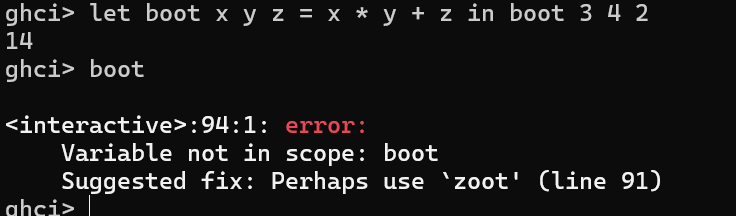 ghci> let boot x y z = x * y + z in boot 3 4 2
14
ghci> boot
<interactive>:94:1: error:
    Variable not in scope: boot
    Suggested fix: Perhaps use `zoot' (line 91)
ghci>